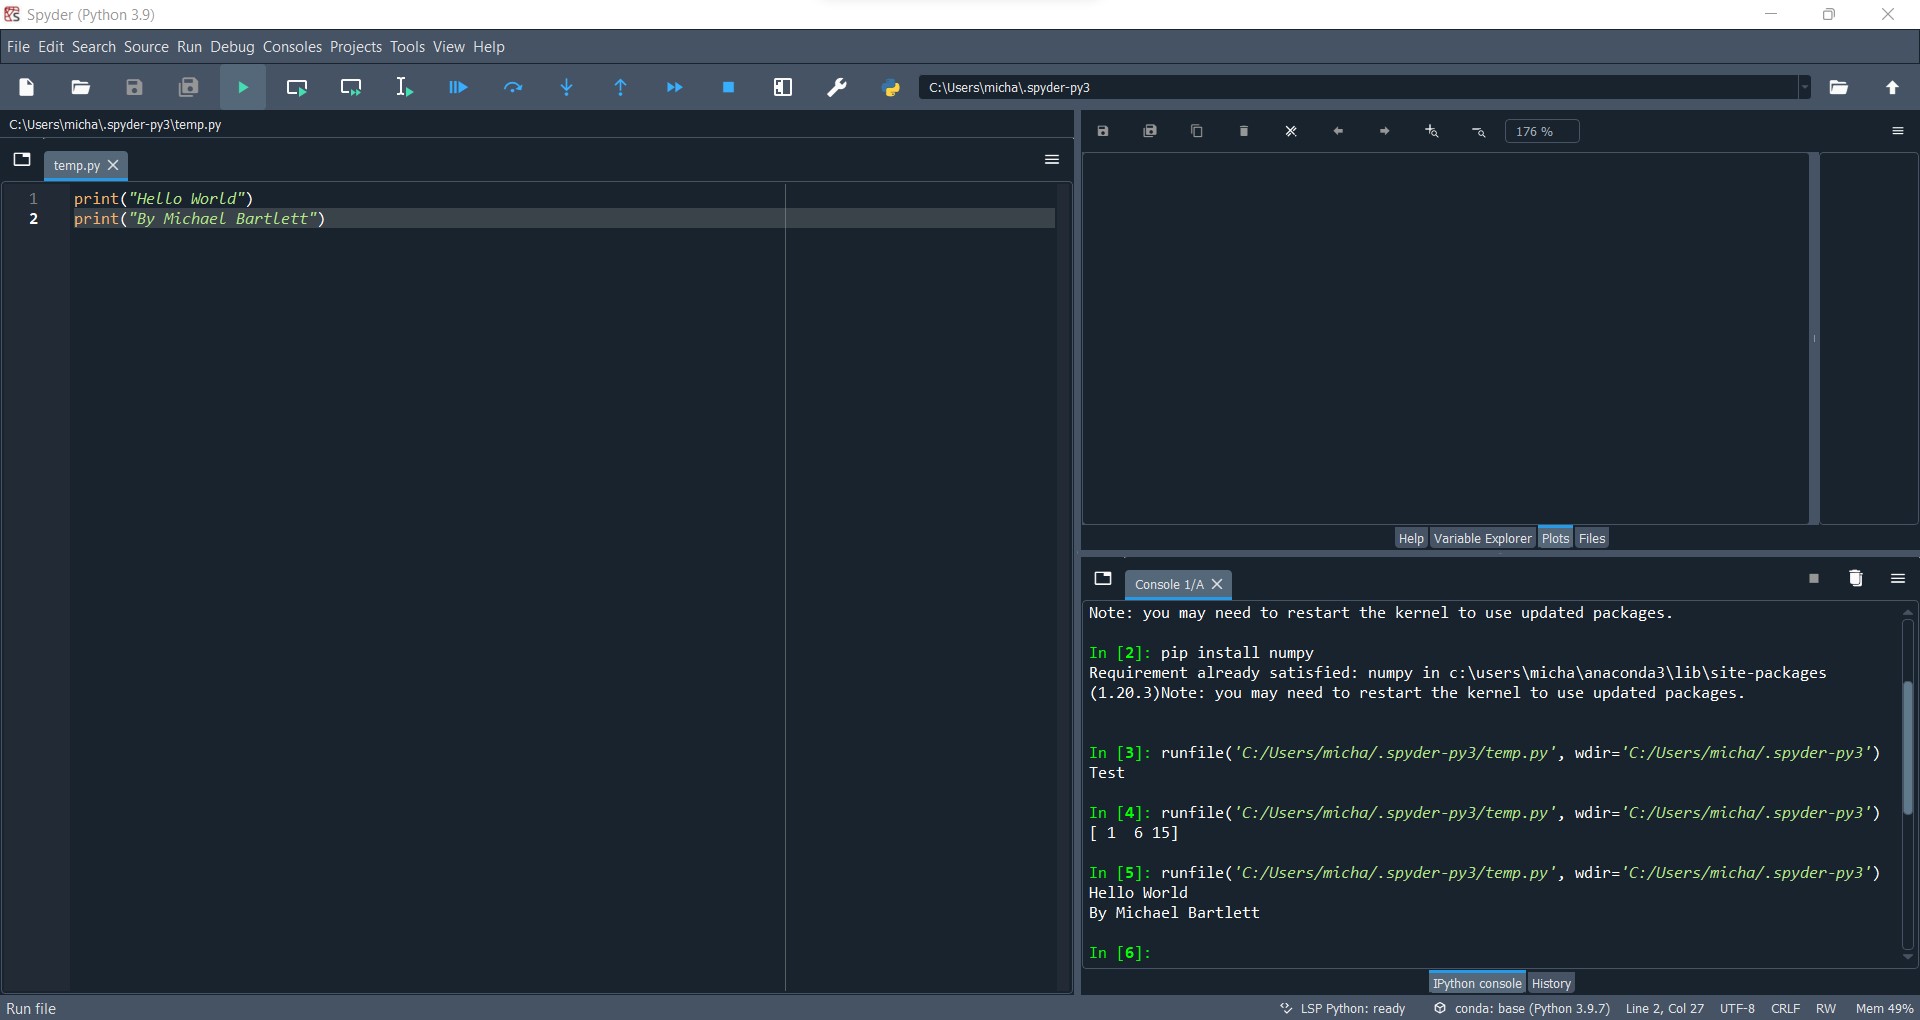 Spyder (Python 3.9)
File Edit Search Source Run Debug Consoles Projects Tools View Help
C:\Users\micha\.spyder-py3
C:\Users\micha\.spyder-py3\temp.py
temp.py
1 print("Hello World")
2 print("By Michael Bartlett")
176 %
Help Variable Explorer Plots Files
Console 1/A
Note: you may need to restart the kernel to use updated packages.
In [2]: pip install numpy
Requirement already satisfied: numpy in c:\users\micha\anaconda3\lib\site-packages
(1.20.3)Note: you may need to restart the kernel to use updated packages.
In [3]: runfile('C:/Users/micha/.spyder-py3/temp.py', wdir='C:/Users/micha/.spyder-py3')
Test
In [4]: runfile('C:/Users/micha/.spyder-py3/temp.py', wdir='C:/Users/micha/.spyder-py3')
[ 1  6 15]
In [5]: runfile('C:/Users/micha/.spyder-py3/temp.py', wdir='C:/Users/micha/.spyder-py3')
Hello World
By Michael Bartlett
In [6]:
IPython console History
Run file LSP Python: ready conda: base (Python 3.9.7) Line 2, Col 27 UTF-8 CRLF RW Mem 49%